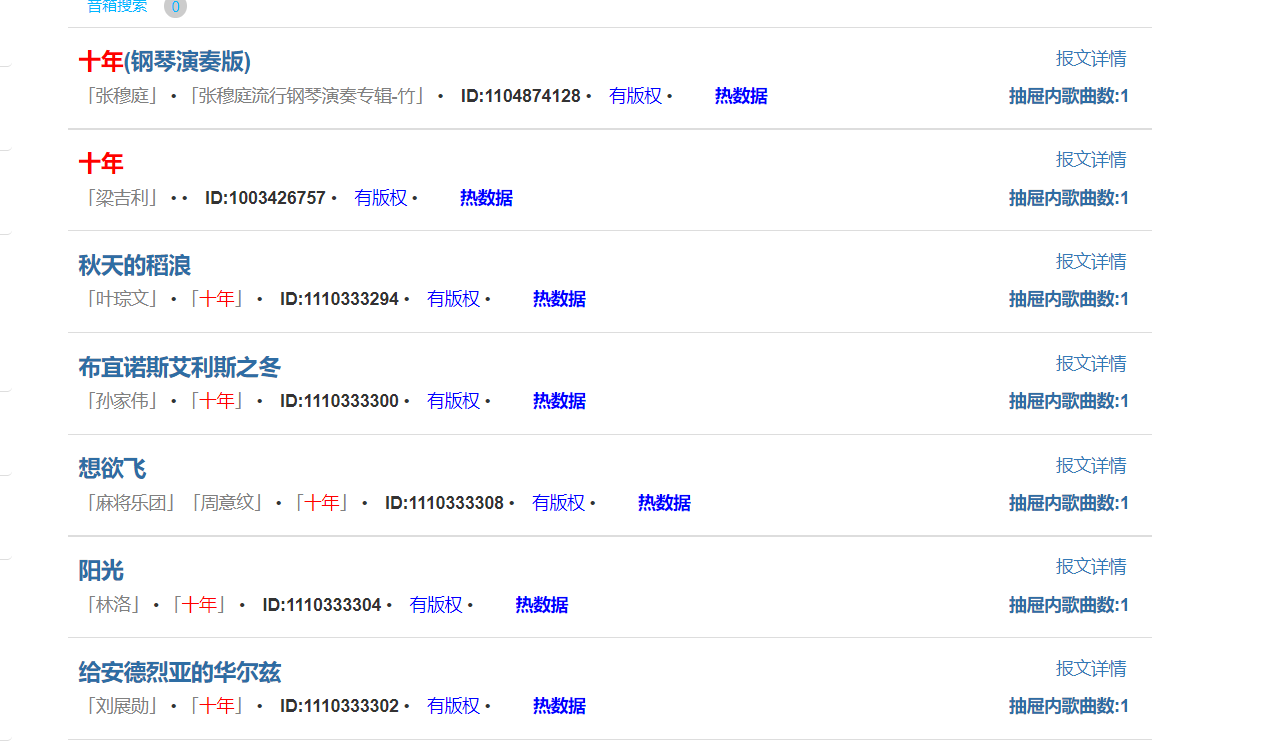 音箱搜索 0
十年(钢琴演奏版) 报文详情
「张穆庭」 • 「张穆庭流行钢琴演奏专辑-竹」 • ID:1104874128 • 有版权 • 热数据 抽屉内歌曲数:1
十年 报文详情
「梁吉利」 • • ID:1003426757 • 有版权 • 热数据 抽屉内歌曲数:1
秋天的稻浪 报文详情
「叶琮文」 • 「十年」 • ID:1110333294 • 有版权 • 热数据 抽屉内歌曲数:1
布宜诺斯艾利斯之冬 报文详情
「孙家伟」 • 「十年」 • ID:1110333300 • 有版权 • 热数据 抽屉内歌曲数:1
想欲飞 报文详情
「麻将乐团」 「周意纹」 • 「十年」 • ID:1110333308 • 有版权 • 热数据 抽屉内歌曲数:1
阳光 报文详情
「林洛」 • 「十年」 • ID:1110333304 • 有版权 • 热数据 抽屉内歌曲数:1
给安德烈亚的华尔兹 报文详情
「刘展勋」 • 「十年」 • ID:1110333302 • 有版权 • 热数据 抽屉内歌曲数:1